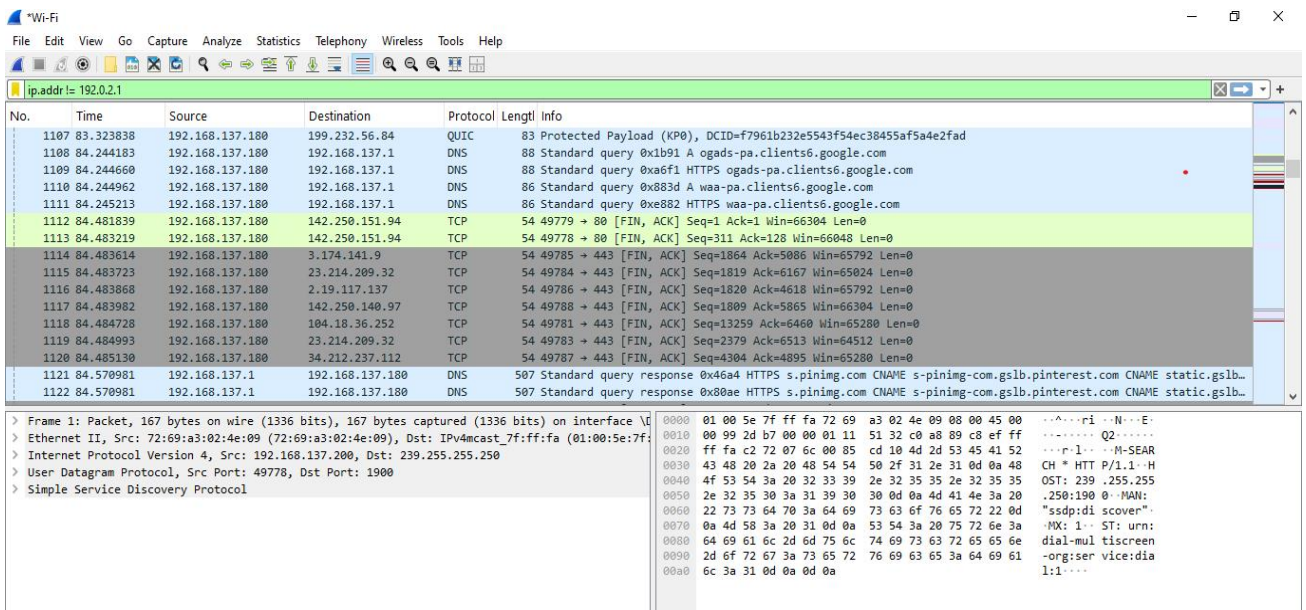 *Wi-Fi
File Edit View Go Capture Analyze Statistics Telephony Wireless Tools Help
ip.addr != 192.0.2.1
No. Time Source Destination Protocol Lengtl Info
1107 83.323838 192.168.137.180 199.232.56.84 QUIC 83 Protected Payload (KP0), DCID=f7961b232e5543f54ec38455af5a4e2fad
1108 84.244183 192.168.137.180 192.168.137.1 DNS 88 Standard query 0x1b91 A ogads-pa.clients6.google.com
1109 84.244660 192.168.137.180 192.168.137.1 DNS 88 Standard query 0xa6f1 HTTPS ogads-pa.clients6.google.com
1110 84.244962 192.168.137.180 192.168.137.1 DNS 86 Standard query 0x883d A waa-pa.clients6.google.com
1111 84.245213 192.168.137.180 192.168.137.1 DNS 86 Standard query 0xe882 HTTPS waa-pa.clients6.google.com
1112 84.481839 192.168.137.180 142.250.151.94 TCP 54 49779 → 80 [FIN, ACK] Seq=1 Ack=1 Win=66304 Len=0
1113 84.483219 192.168.137.180 142.250.151.94 TCP 54 49778 → 80 [FIN, ACK] Seq=311 Ack=128 Win=66048 Len=0
1114 84.483614 192.168.137.180 3.174.141.9 TCP 54 49785 → 443 [FIN, ACK] Seq=1864 Ack=5086 Win=65792 Len=0
1115 84.483723 192.168.137.180 23.214.209.32 TCP 54 49784 → 443 [FIN, ACK] Seq=1819 Ack=6167 Win=65024 Len=0
1116 84.483868 192.168.137.180 2.19.117.137 TCP 54 49786 → 443 [FIN, ACK] Seq=1820 Ack=4618 Win=65792 Len=0
1117 84.483982 192.168.137.180 142.250.140.97 TCP 54 49788 → 443 [FIN, ACK] Seq=1809 Ack=5865 Win=66304 Len=0
1118 84.484728 192.168.137.180 104.18.36.252 TCP 54 49781 → 443 [FIN, ACK] Seq=13259 Ack=6460 Win=65280 Len=0
1119 84.484993 192.168.137.180 23.214.209.32 TCP 54 49783 → 443 [FIN, ACK] Seq=2379 Ack=6513 Win=64512 Len=0
1120 84.485130 192.168.137.180 34.212.237.112 TCP 54 49787 → 443 [FIN, ACK] Seq=4304 Ack=4895 Win=65280 Len=0
1121 84.570981 192.168.137.1 192.168.137.180 DNS 507 Standard query response 0x46a4 HTTPS s.pinimg.com CNAME s-pinimg-com.gslb.pinterest.com CNAME static.gslb…
1122 84.570981 192.168.137.1 192.168.137.180 DNS 507 Standard query response 0x80ae HTTPS s.pinimg.com CNAME s-pinimg-com.gslb.pinterest.com CNAME static.gslb…
> Frame 1: Packet, 167 bytes on wire (1336 bits), 167 bytes captured (1336 bits) on interface \D
> Ethernet II, Src: 72:69:a3:02:4e:09 (72:69:a3:02:4e:09), Dst: IPv4mcast_7f:ff:fa (01:00:5e:7f:
> Internet Protocol Version 4, Src: 192.168.137.200, Dst: 239.255.255.250
> User Datagram Protocol, Src Port: 49778, Dst Port: 1900
> Simple Service Discovery Protocol
0000 01 00 5e 7f ff fa 72 69 a3 02 4e 09 08 00 45 00 ··^···ri ··N···E·
0010 00 99 2d b7 00 00 01 11 51 32 c0 a8 89 c8 ef ff ··-····· Q2······
0020 ff fa c2 72 07 6c 00 85 cd 10 4d 2d 53 45 41 52 ···r·l·· ··M-SEAR
0030 43 48 20 2a 20 48 54 54 50 2f 31 2e 31 0d 0a 48 CH * HTT P/1.1··H
0040 4f 53 54 3a 20 32 33 39 2e 32 35 35 2e 32 35 35 OST: 239 .255.255
0050 2e 32 35 30 3a 31 39 30 30 0d 0a 4d 41 4e 3a 20 .250:190 0··MAN:
0060 22 73 73 64 70 3a 64 69 73 63 6f 76 65 72 22 0d "ssdp:di scover"·
0070 0a 4d 58 3a 20 31 0d 0a 53 54 3a 20 75 72 6e 3a ·MX: 1·· ST: urn:
0080 64 69 61 6c 2d 6d 75 6c 74 69 73 63 72 65 65 6e dial-mul tiscreen
0090 2d 6f 72 67 3a 73 65 72 76 69 63 65 3a 64 69 61 -org:ser vice:dia
00a0 6c 3a 31 0d 0a 0d 0a l:1····